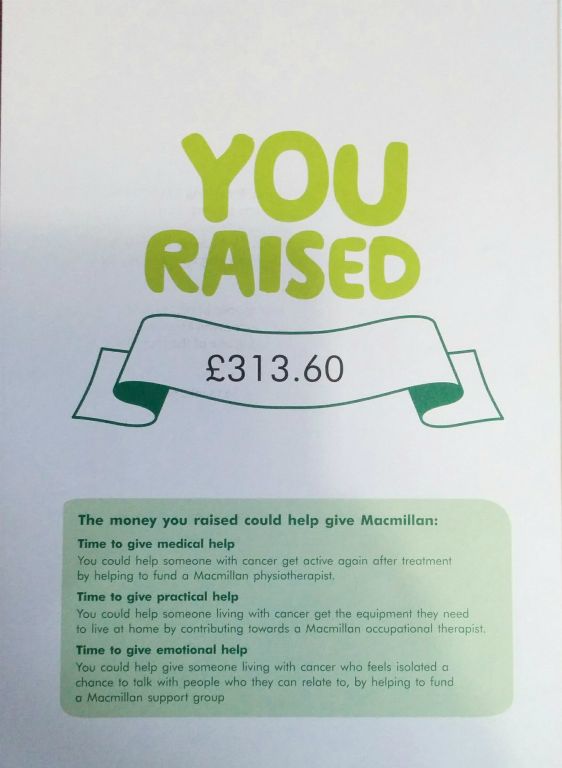 YOU
RAISED
£313.60
The money you raised could help give Macmillan:
Time to give medical help
You could help someone with cancer get active again after treatment
by helping to fund a Macmillan physiotherapist.
Time to give practical help
You could help someone living with cancer get the equipment they need
to live at home by contributing towards a Macmillan occupational therapist.
Time to give emotional help
You could help give someone living with cancer who feels isolated a
chance to talk with people who they can relate to, by helping to fund
a Macmillan support group